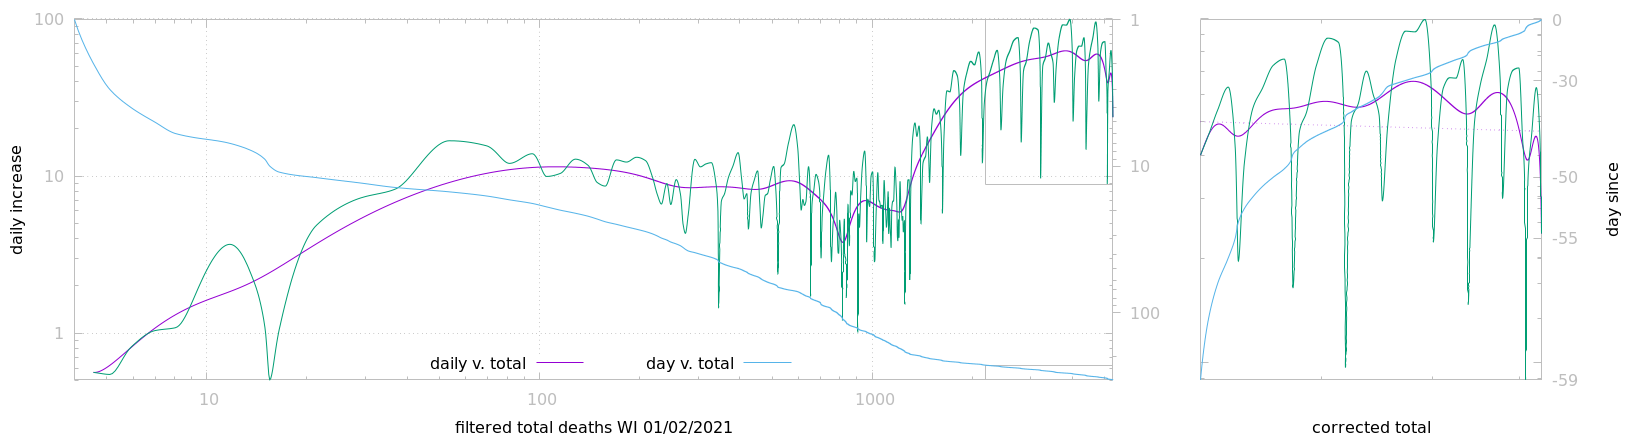 100
10
1
daily increase
10
100
1000
filtered total deaths WI 01/02/2021
daily v. total
day v. total
1
10
100
0
-30
-50
-55
-59
day since
corrected total